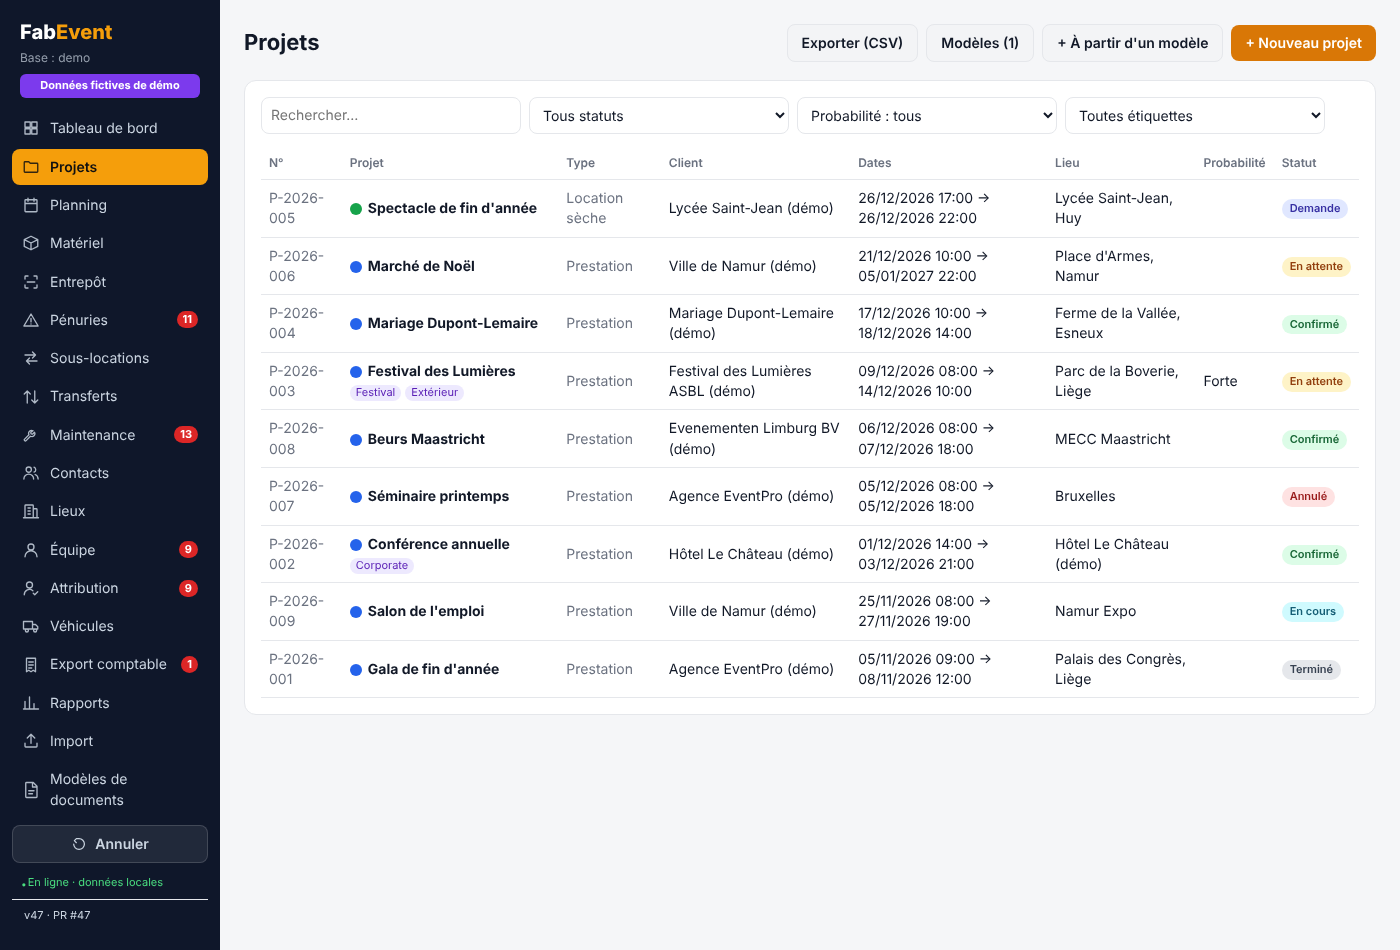 FabEvent
Base : demo
Données fictives de démo
Tableau de bord
Projets
Planning
Matériel
Entrepôt
Pénuries 11
Sous-locations
Transferts
Maintenance 13
Contacts
Lieux
Équipe 9
Attribution 9
Véhicules
Export comptable 1
Rapports
Import
Modèles de
documents
Annuler
En ligne · données locales
v47 · PR #47
Projets
Exporter (CSV)
Modèles (1)
+ À partir d'un modèle
+ Nouveau projet
Rechercher...
Tous statuts
Probabilité : tous
Toutes étiquettes
N° Projet Type Client Dates Lieu Probabilité Statut
P-2026-
005
Spectacle de fin d'année
Location
sèche
Lycée Saint-Jean (démo)
26/12/2026 17:00 →
26/12/2026 22:00
Lycée Saint-Jean,
Huy
Demande
P-2026-
006
Marché de Noël
Prestation
Ville de Namur (démo)
21/12/2026 10:00 →
05/01/2027 22:00
Place d'Armes,
Namur
En attente
P-2026-
004
Mariage Dupont-Lemaire
Prestation
Mariage Dupont-Lemaire
(démo)
17/12/2026 10:00 →
18/12/2026 14:00
Ferme de la Vallée,
Esneux
Confirmé
P-2026-
003
Festival des Lumières
Festival Extérieur
Prestation
Festival des Lumières
ASBL (démo)
09/12/2026 08:00 →
14/12/2026 10:00
Parc de la Boverie,
Liège
Forte
En attente
P-2026-
008
Beurs Maastricht
Prestation
Evenementen Limburg BV
(démo)
06/12/2026 08:00 →
07/12/2026 18:00
MECC Maastricht
Confirmé
P-2026-
007
Séminaire printemps
Prestation
Agence EventPro (démo)
05/12/2026 08:00 →
05/12/2026 18:00
Bruxelles
Annulé
P-2026-
002
Conférence annuelle
Corporate
Prestation
Hôtel Le Château (démo)
01/12/2026 14:00 →
03/12/2026 21:00
Hôtel Le Château
(démo)
Confirmé
P-2026-
009
Salon de l'emploi
Prestation
Ville de Namur (démo)
25/11/2026 08:00 →
27/11/2026 19:00
Namur Expo
En cours
P-2026-
001
Gala de fin d'année
Prestation
Agence EventPro (démo)
05/11/2026 09:00 →
08/11/2026 12:00
Palais des Congrès,
Liège
Terminé